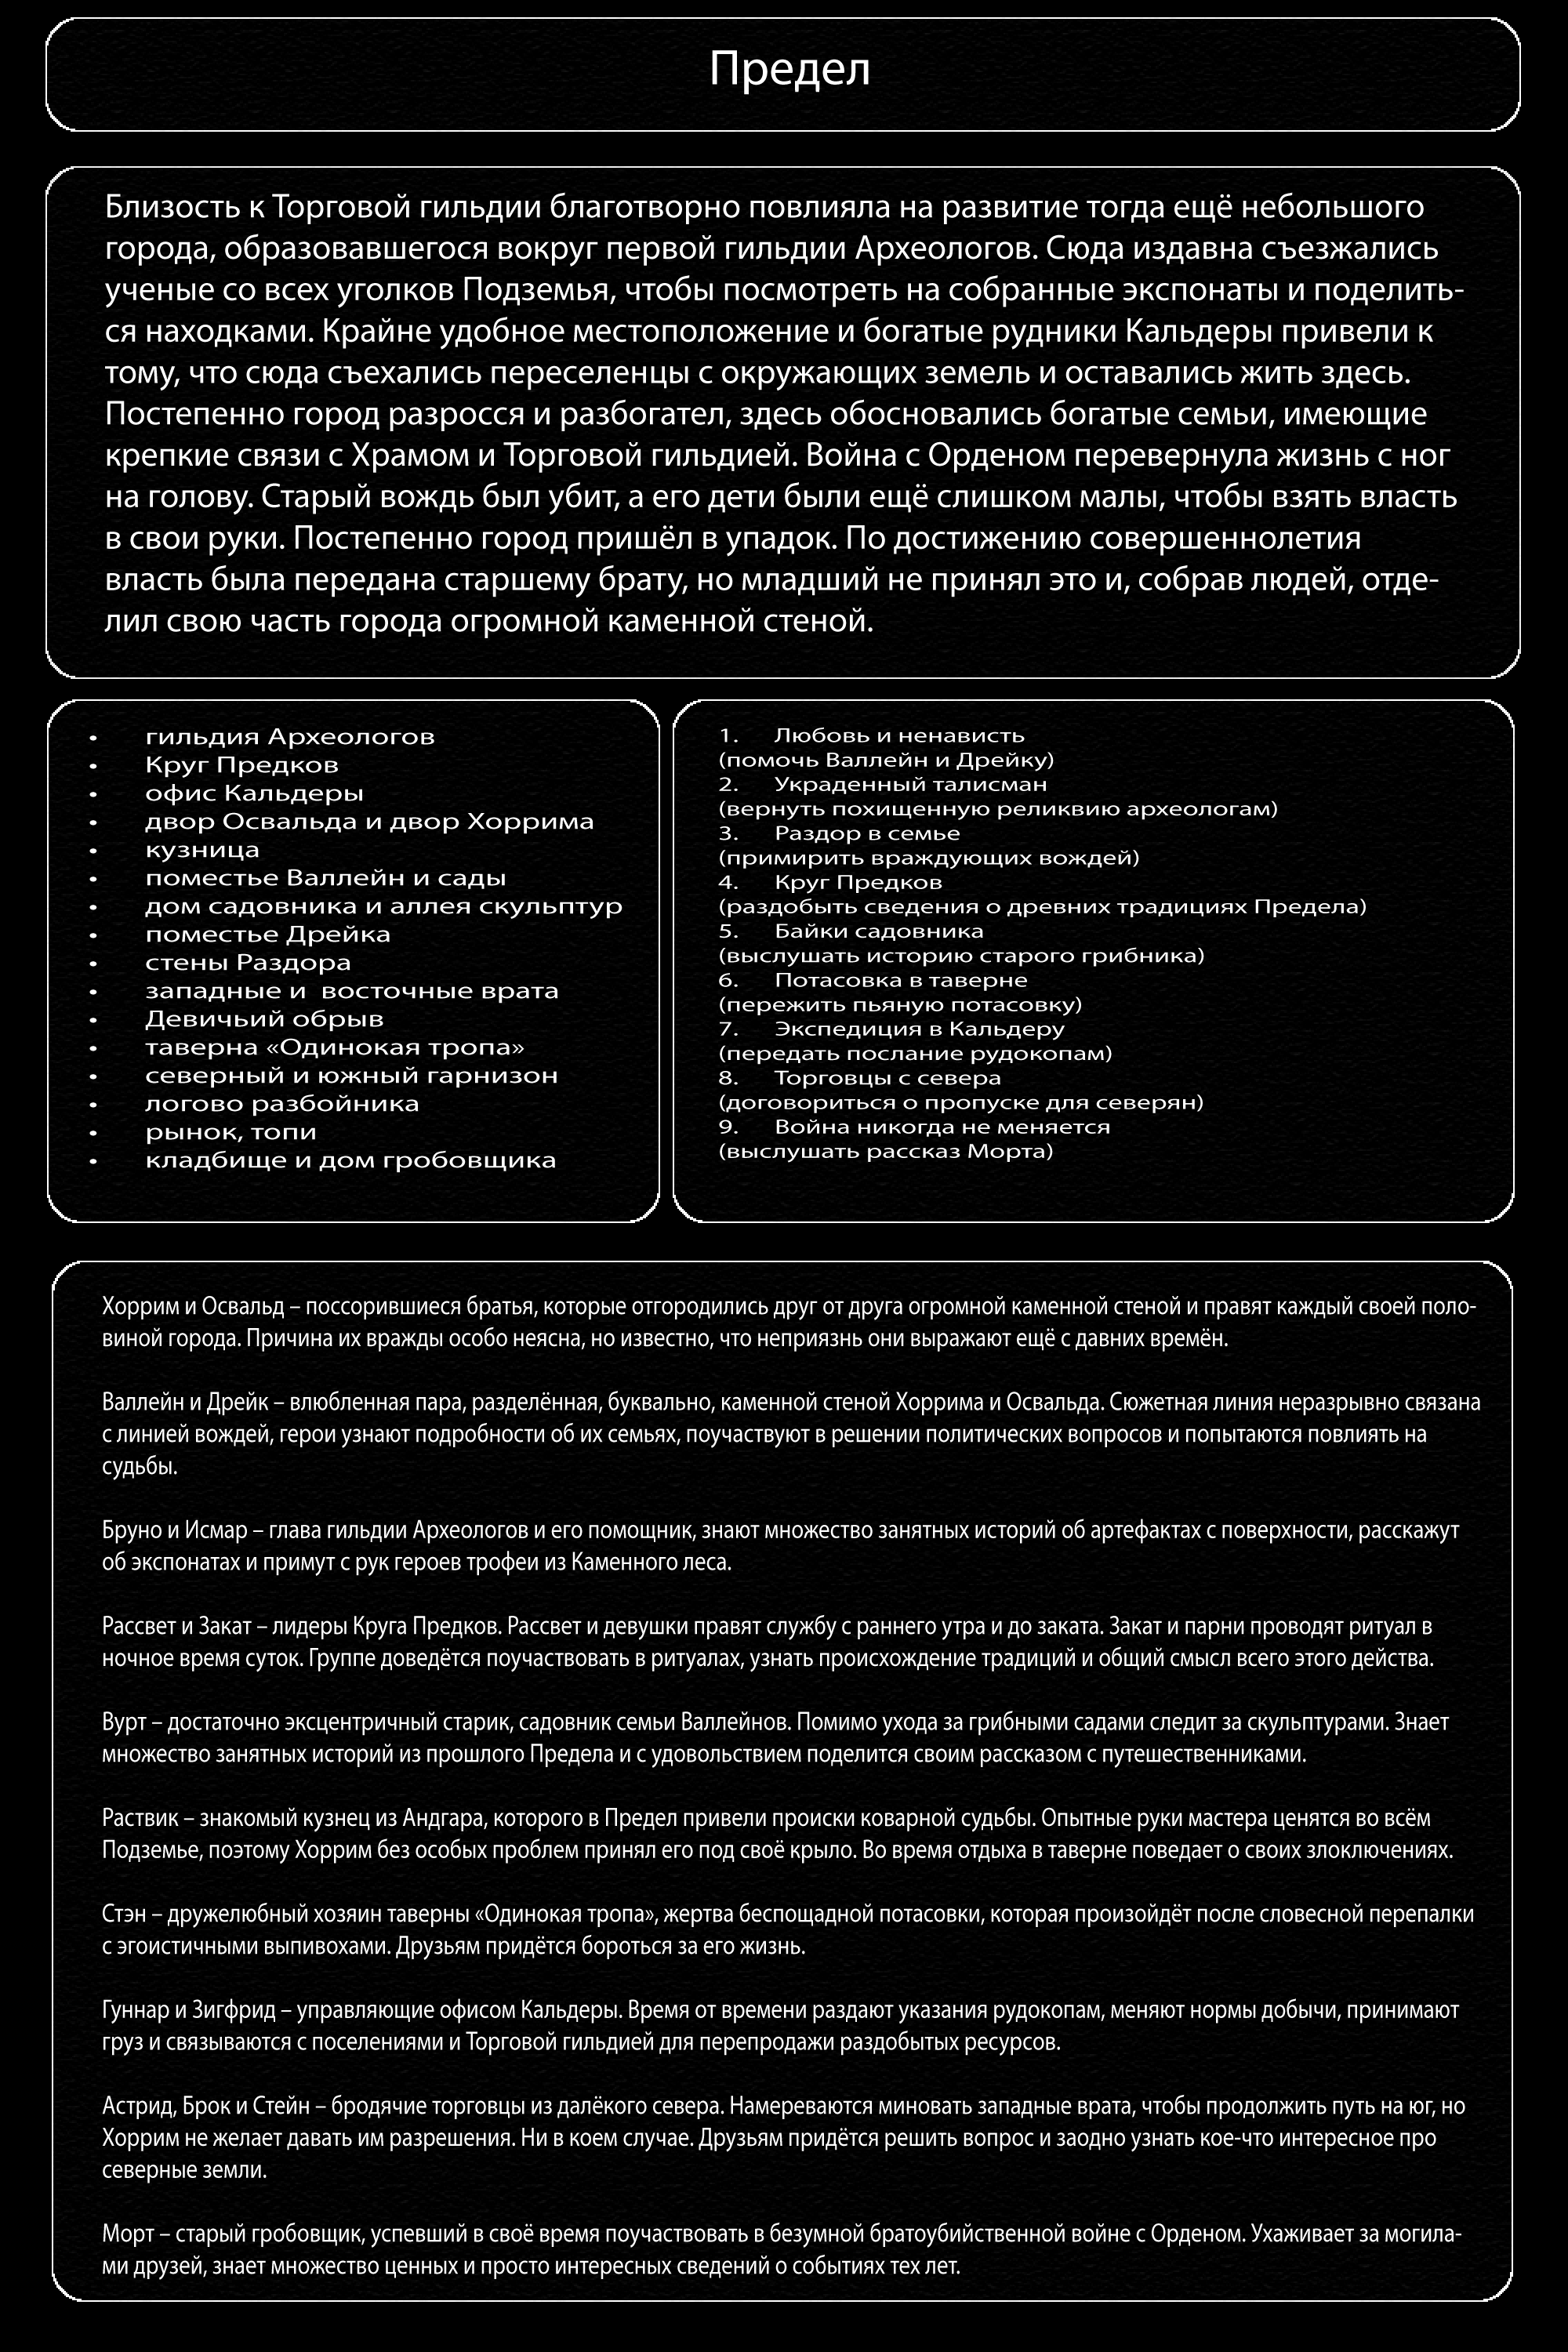 Предел
Близость к Торговой гильдии благотворно повлияла на развитие тогда ещё небольшого
города, образовавшегося вокруг первой гильдии Археологов. Сюда издавна съезжались
ученые со всех уголков Подземья, чтобы посмотреть на собранные экспонаты и поделить-
ся находками. Крайне удобное местоположение и богатые рудники Кальдеры привели к
тому, что сюда съехались переселенцы с окружающих земель и оставались жить здесь.
Постепенно город разросся и разбогател, здесь обосновались богатые семьи, имеющие
крепкие связи с Храмом и Торговой гильдией. Война с Орденом перевернула жизнь с ног
на голову. Старый вождь был убит, а его дети были ещё слишком малы, чтобы взять власть
в свои руки. Постепенно город пришёл в упадок. По достижению совершеннолетия
власть была передана старшему брату, но младший не принял это и, собрав людей, отде-
лил свою часть города огромной каменной стеной.
• гильдия Археологов
• Круг Предков
• офис Кальдеры
• двор Освальда и двор Хоррима
• кузница
• поместье Валлейн и сады
• дом садовника и аллея скульптур
• поместье Дрейка
• стены Раздора
• западные и  восточные врата
• Девичьий обрыв
• таверна «Одинокая тропа»
• северный и южный гарнизон
• логово разбойника
• рынок, топи
• кладбище и дом гробовщика
1. Любовь и ненависть
(помочь Валлейн и Дрейку)
2. Украденный талисман
(вернуть похищенную реликвию археологам)
3. Раздор в семье
(примирить враждующих вождей)
4. Круг Предков
(раздобыть сведения о древних традициях Предела)
5. Байки садовника
(выслушать историю старого грибника)
6. Потасовка в таверне
(пережить пьяную потасовку)
7. Экспедиция в Кальдеру
(передать послание рудокопам)
8. Торговцы с севера
(договориться о пропуске для северян)
9. Война никогда не меняется
(выслушать рассказ Морта)
Хоррим и Освальд – поссорившиеся братья, которые отгородились друг от друга огромной каменной стеной и правят каждый своей поло-
виной города. Причина их вражды особо неясна, но известно, что неприязнь они выражают ещё с давних времён.
Валлейн и Дрейк – влюбленная пара, разделённая, буквально, каменной стеной Хоррима и Освальда. Сюжетная линия неразрывно связана
с линией вождей, герои узнают подробности об их семьях, поучаствуют в решении политических вопросов и попытаются повлиять на
судьбы.
Бруно и Исмар – глава гильдии Археологов и его помощник, знают множество занятных историй об артефактах с поверхности, расскажут
об экспонатах и примут с рук героев трофеи из Каменного леса.
Рассвет и Закат – лидеры Круга Предков. Рассвет и девушки правят службу с раннего утра и до заката. Закат и парни проводят ритуал в
ночное время суток. Группе доведётся поучаствовать в ритуалах, узнать происхождение традиций и общий смысл всего этого действа.
Вурт – достаточно эксцентричный старик, садовник семьи Валлейнов. Помимо ухода за грибными садами следит за скульптурами. Знает
множество занятных историй из прошлого Предела и с удовольствием поделится своим рассказом с путешественниками.
Раствик – знакомый кузнец из Андгара, которого в Предел привели происки коварной судьбы. Опытные руки мастера ценятся во всём
Подземье, поэтому Хоррим без особых проблем принял его под своё крыло. Во время отдыха в таверне поведает о своих злоключениях.
Стэн – дружелюбный хозяин таверны «Одинокая тропа», жертва беспощадной потасовки, которая произойдёт после словесной перепалки
с эгоистичными выпивохами. Друзьям придётся бороться за его жизнь.
Гуннар и Зигфрид – управляющие офисом Кальдеры. Время от времени раздают указания рудокопам, меняют нормы добычи, принимают
груз и связываются с поселениями и Торговой гильдией для перепродажи раздобытых ресурсов.
Астрид, Брок и Стейн – бродячие торговцы из далёкого севера. Намереваются миновать западные врата, чтобы продолжить путь на юг, но
Хоррим не желает давать им разрешения. Ни в коем случае. Друзьям придётся решить вопрос и заодно узнать кое-что интересное про
северные земли.
Морт – старый гробовщик, успевший в своё время поучаствовать в безумной братоубийственной войне с Орденом. Ухаживает за могила-
ми друзей, знает множество ценных и просто интересных сведений о событиях тех лет.